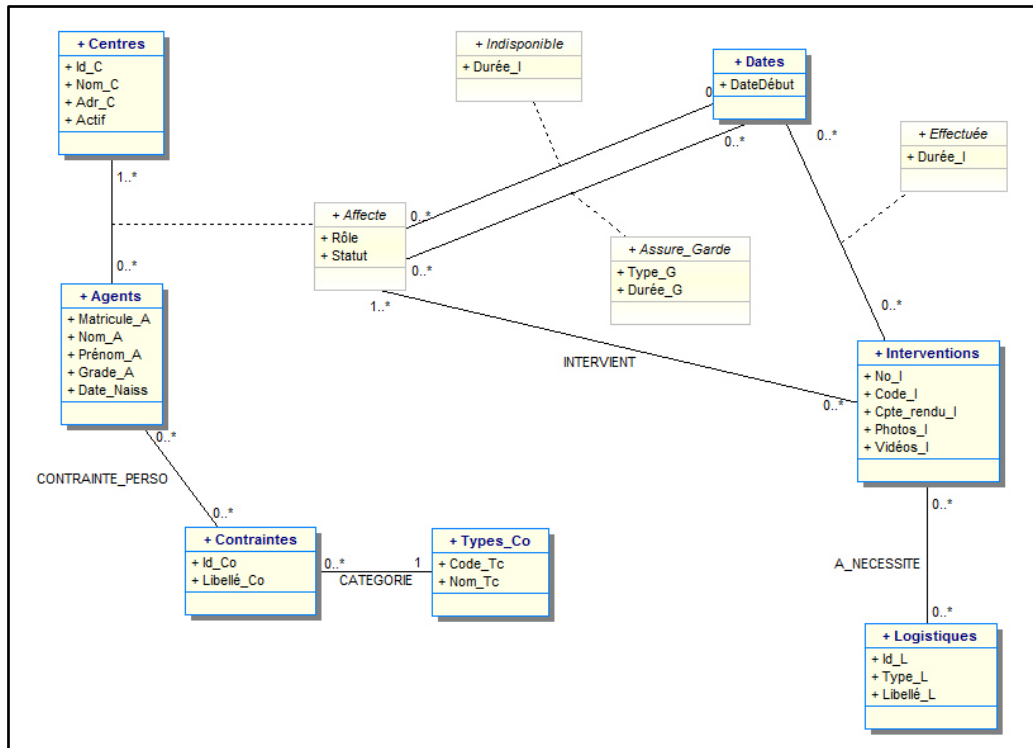 + Centres
+ Id_C
+ Nom_C
+ Adr_C
+ Actif
+ Indisponible
+ Durée_I
+ Dates
+ DateDébut
+ Effectuée
+ Durée_I
0..*
0..*
1..*
0..*
+ Affecte
+ Rôle
+ Statut
0..*
0..*
1..*
+ Assure_Garde
+ Type_G
+ Durée_G
0..*
+ Agents
+ Matricule_A
+ Nom_A
+ Prénom_A
+ Grade_A
+ Date_Naiss
INTERVIENT
0..*
0..*
+ Interventions
+ No_I
+ Code_I
+ Cpte_rendu_I
+ Photos_I
+ Vidéos_I
0..*
CONTRAINTE_PERSO
0..*
+ Contraintes
+ Id_Co
+ Libellé_Co
0..*
CATEGORIE
1
+ Types_Co
+ Code_Tc
+ Nom_Tc
0..*
A_NECESSITE
0..*
+ Logistiques
+ Id_L
+ Type_L
+ Libellé_L